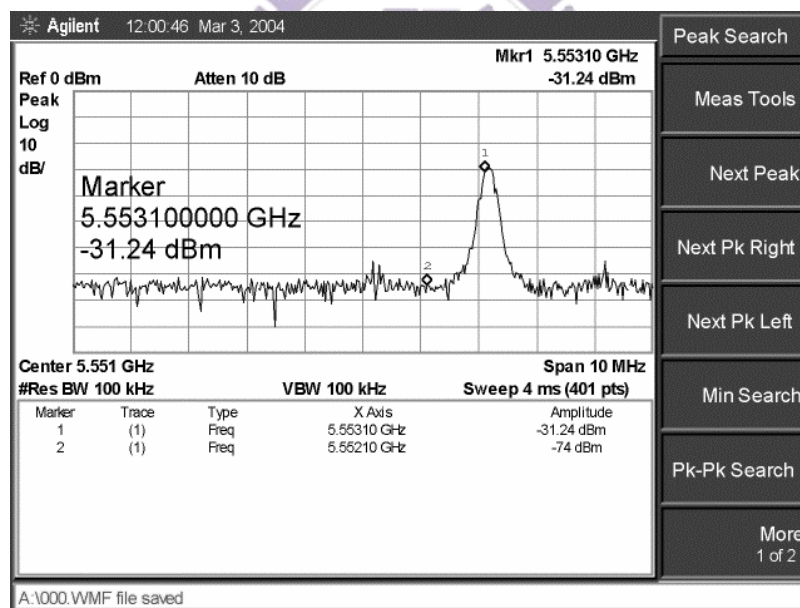 Agilent 12:00:46 Mar 3, 2004
Mkr1 5.55310 GHz
Ref 0 dBm Atten 10 dB -31.24 dBm
Peak
Log
10
dB/
1
Marker
5.553100000 GHz
-31.24 dBm
2
Center 5.551 GHz Span 10 MHz
#Res BW 100 kHz VBW 100 kHz Sweep 4 ms (401 pts)
Marker Trace Type X Axis Amplitude
1 (1) Freq 5.55310 GHz -31.24 dBm
2 (1) Freq 5.55210 GHz -74 dBm
A:\000.WMF file saved
Peak Search
Meas Tools
Next Peak
Next Pk Right
Next Pk Left
Min Search
Pk-Pk Search
More
1 of 2